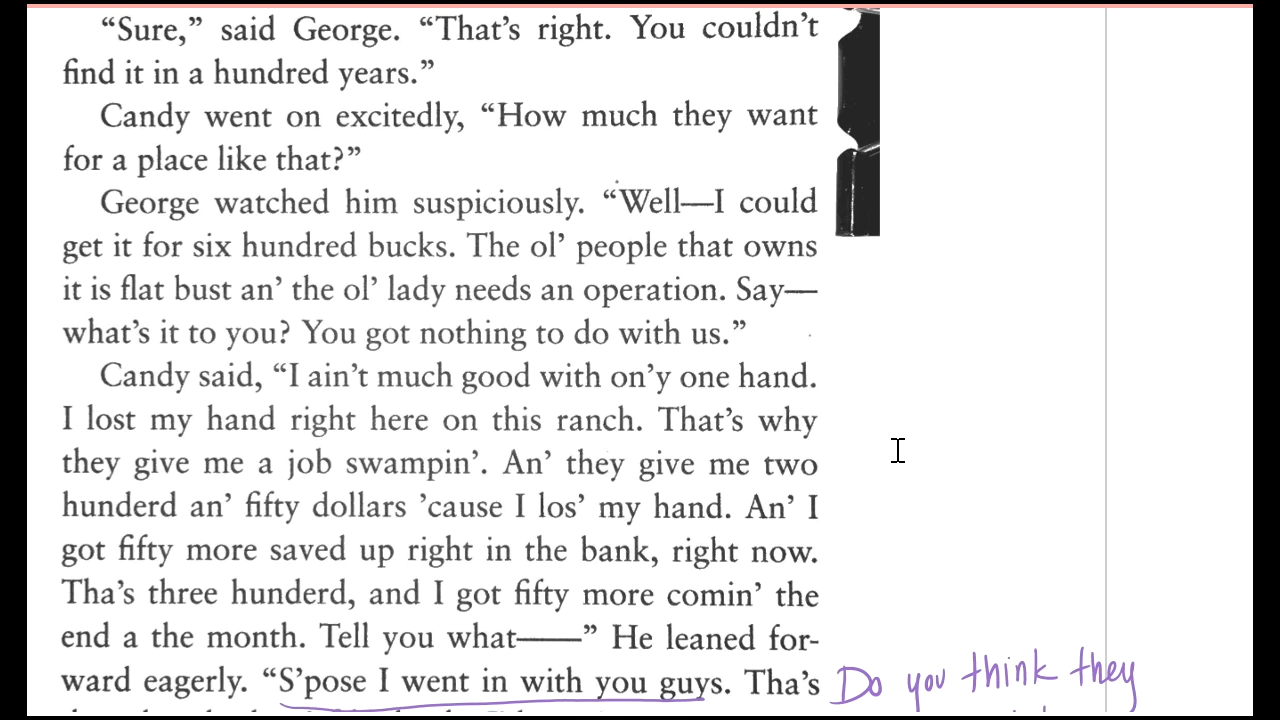 “Sure,” said George. “That’s right. You couldn’t
find it in a hundred years.”
Candy went on excitedly, “How much they want
for a place like that?”
George watched him suspiciously. “Well—I could
get it for six hundred bucks. The ol’ people that owns
it is flat bust an’ the ol’ lady needs an operation. Say—
what’s it to you? You got nothing to do with us.”
Candy said, “I ain’t much good with on’y one hand.
I lost my hand right here on this ranch. That’s why
they give me a job swampin’. An’ they give me two
hunderd an’ fifty dollars ’cause I los’ my hand. An’ I
got fifty more saved up right in the bank, right now.
Tha’s three hunderd, and I got fifty more comin’ the
end a the month. Tell you what——” He leaned for-
ward eagerly. “S’pose I went in with you guys. Tha’s
Do you think they